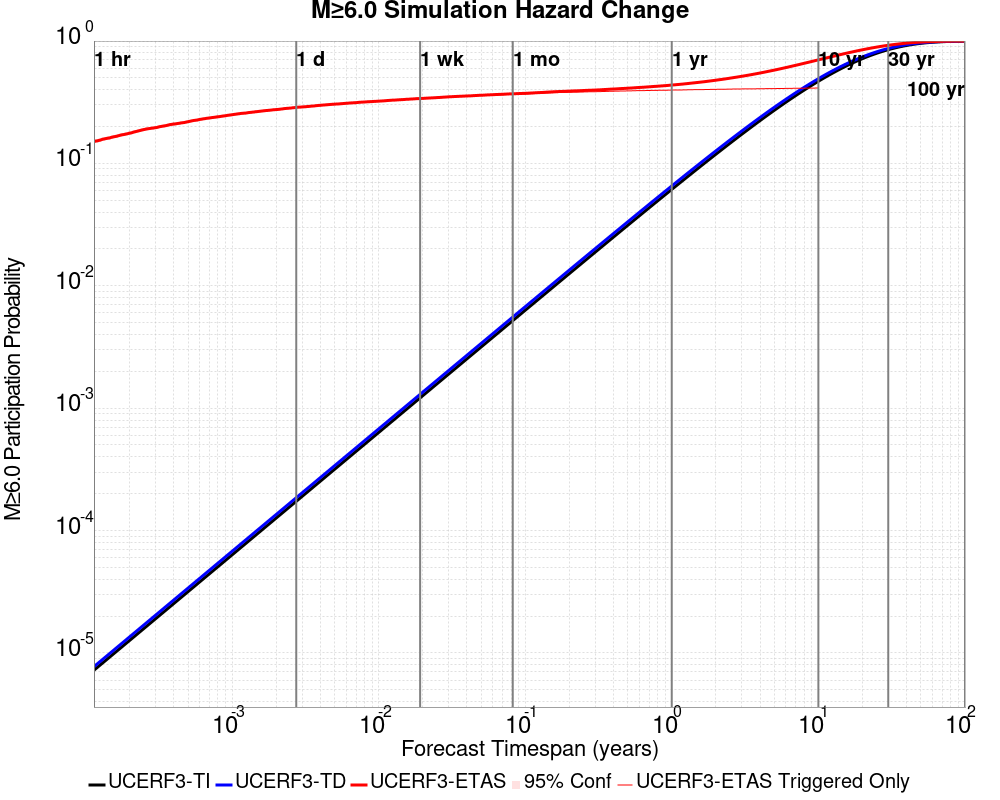 M≥6.0 Simulation Hazard Change
1 hr
1 d
1 wk
1 mo
1 yr
10 yr
30 yr
100 yr
10^0
10^-1
10^-2
10^-3
10^-4
10^-5
M≥6.0 Participation Probability
10^-3
10^-2
10^-1
10^0
10^1
10^2
Forecast Timespan (years)
UCERF3-TI UCERF3-TD UCERF3-ETAS 95% Conf UCERF3-ETAS Triggered Only